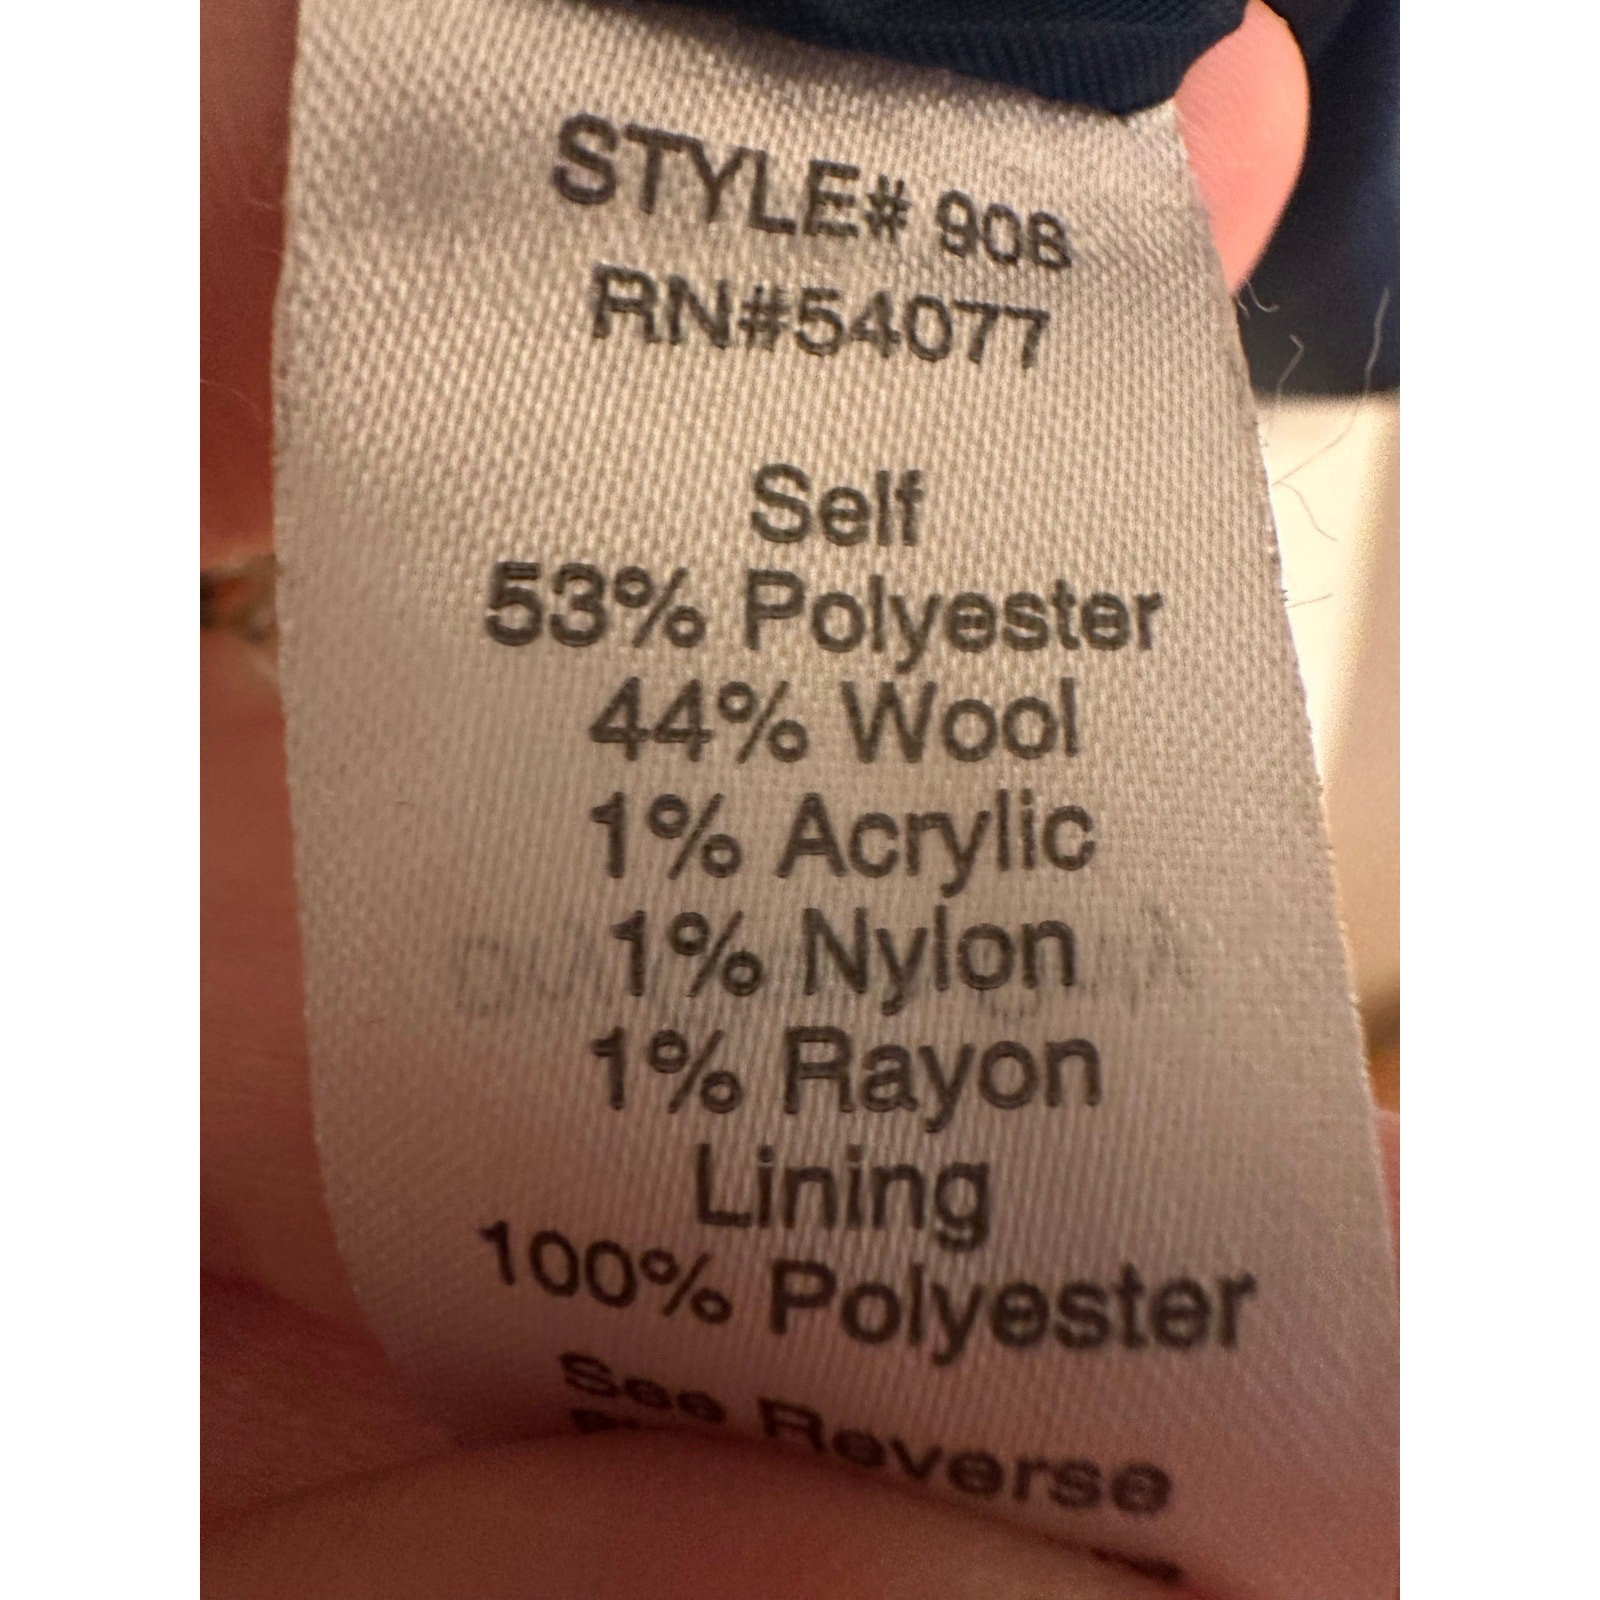 STYLE# 908
RN#54077
Self
53% Polyester
44% Wool
1% Acrylic
1% Nylon
1% Rayon
Lining
100% Polyester
See Reverse